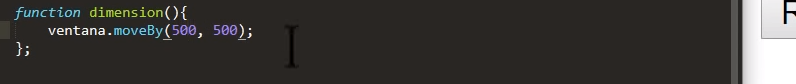 function dimension(){
ventana.moveBy(500, 500);
};
R